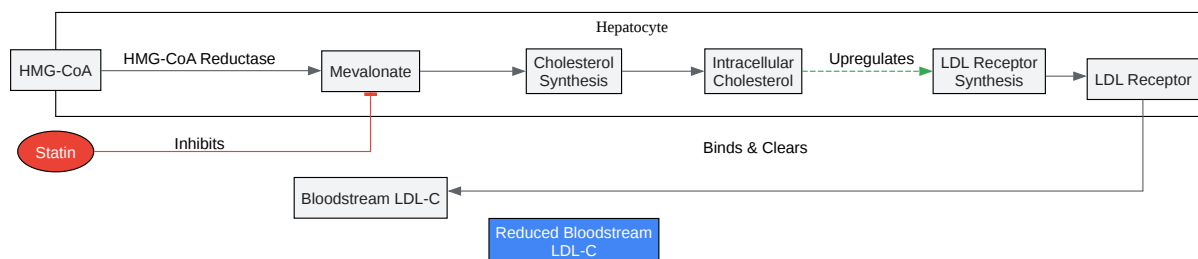 Hepatocyte
HMG-CoA
HMG-CoA Reductase
Mevalonate
Cholesterol
Synthesis
Intracellular
Cholesterol
Upregulates
LDL Receptor
Synthesis
LDL Receptor
Statin
Inhibits
Binds & Clears
Bloodstream LDL-C
Reduced Bloodstream
LDL-C